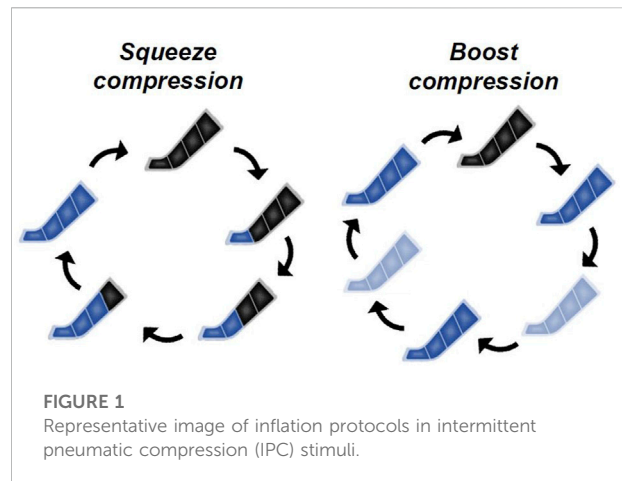 Squeeze
compression
Boost
compression
FIGURE 1
Representative image of inflation protocols in intermittent
pneumatic compression (IPC) stimuli.